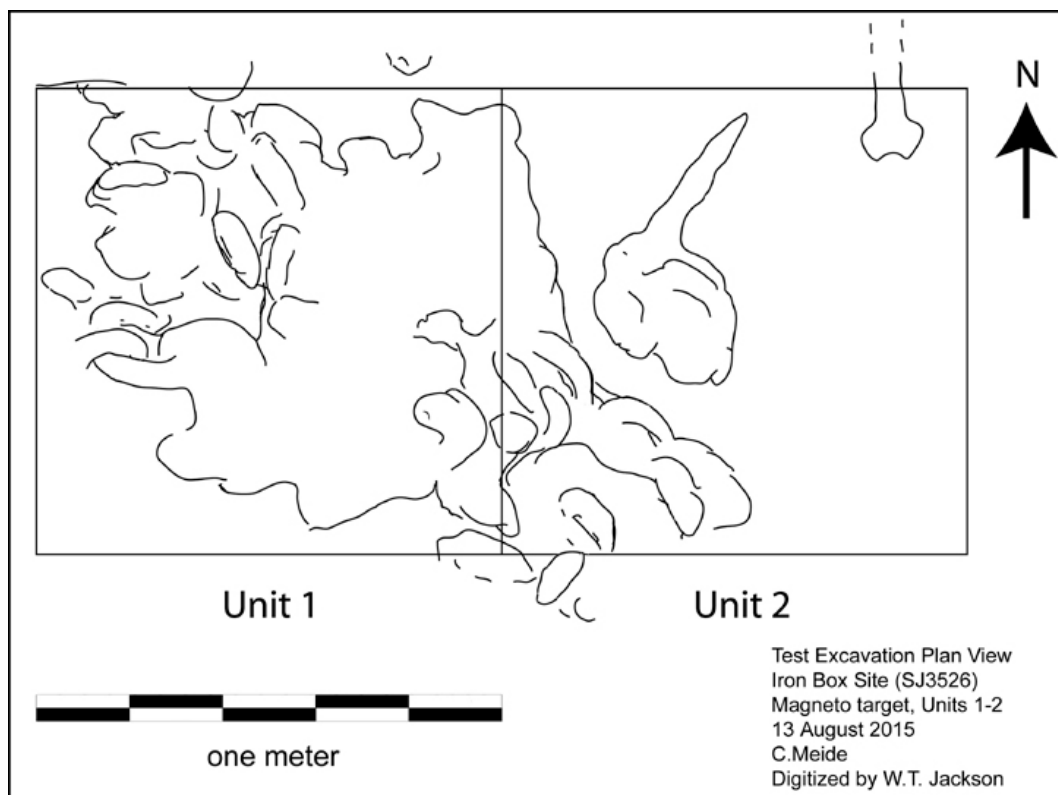 N
Unit 1
Unit 2
one meter
Test Excavation Plan View
Iron Box Site (SJ3526)
Magneto target, Units 1-2
13 August 2015
C.Meide
Digitized by W.T. Jackson